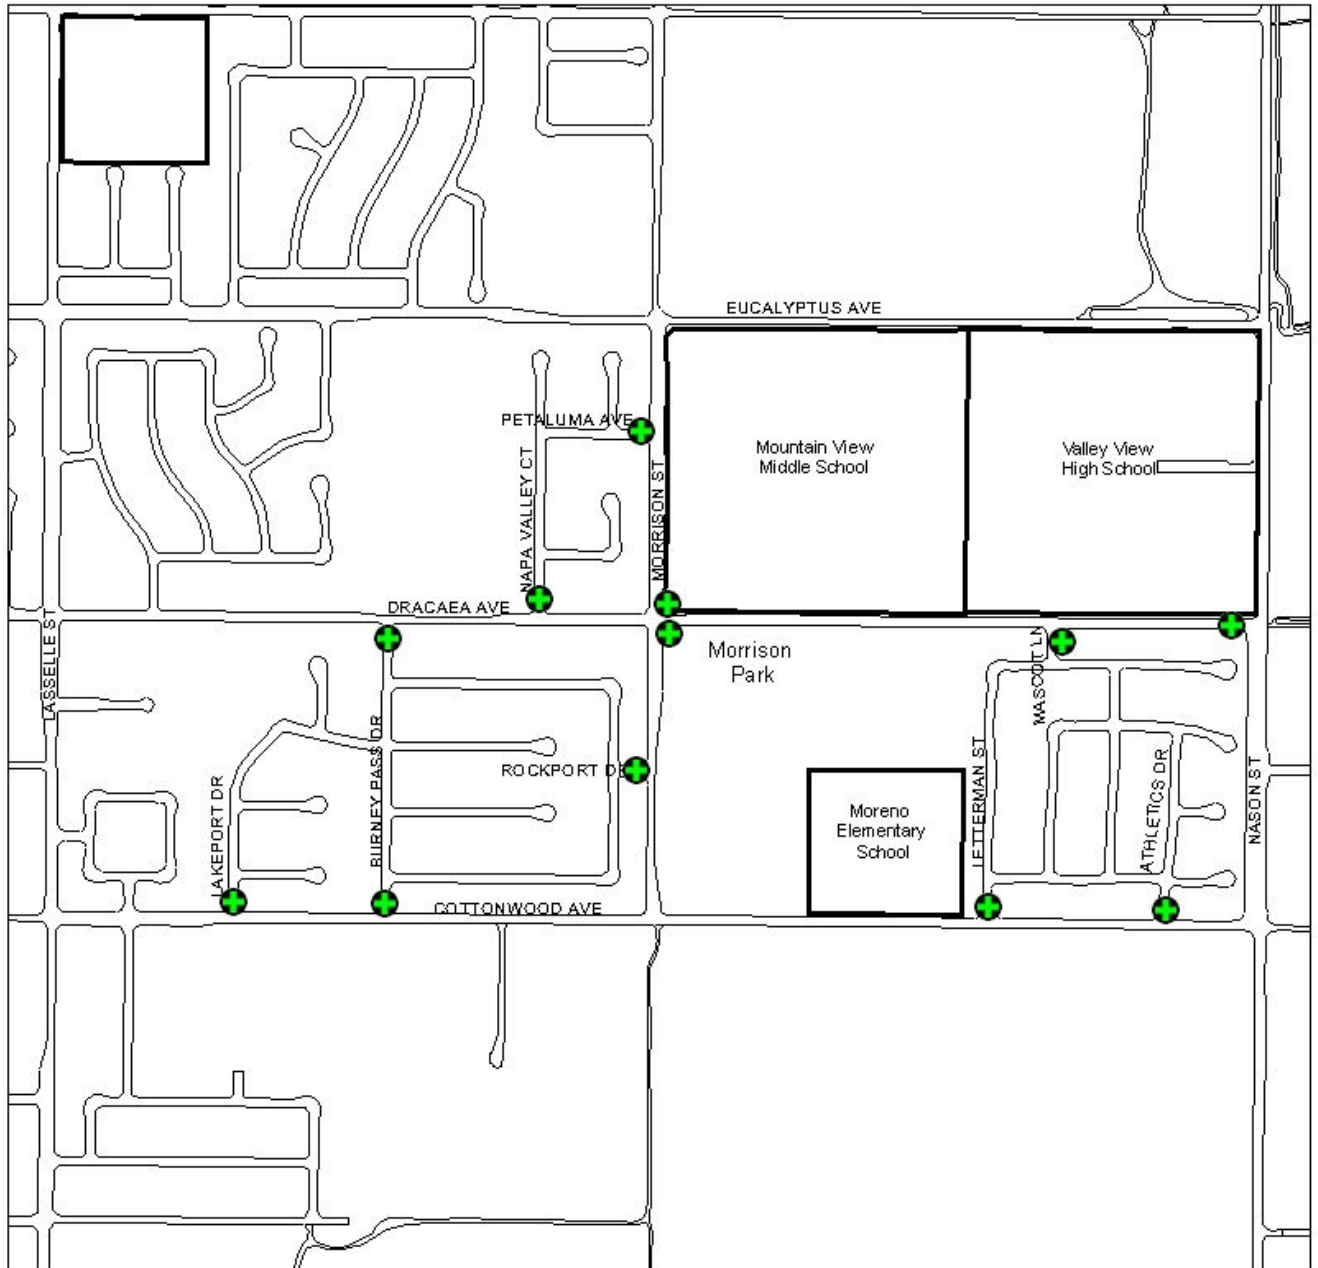 EUCALYPTUS AVE
PETALUMA AVE
Mountain View
Middle School
Valley View
High School
NAPA VALLEY CT
MORRISON ST
DRACAEA AVE
LASSELLE ST
Morrison
Park
MASCOT LN
ROCKPORT D
BURNEY PASS DR
LAKEPORT DR
LETTERMAN ST
ATHLETICS DR
NASON ST
Moreno
Elementary
School
COTTONWOOD AVE